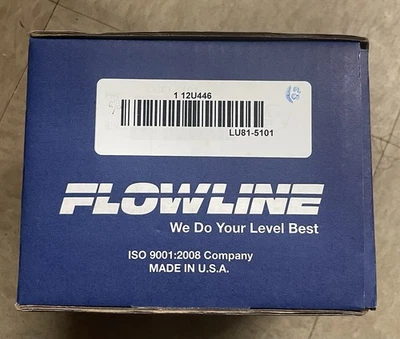 1 12U446
LU81-5101
FLOWLINE
We Do Your Level Best
ISO 9001:2008 Company
MADE IN U.S.A.